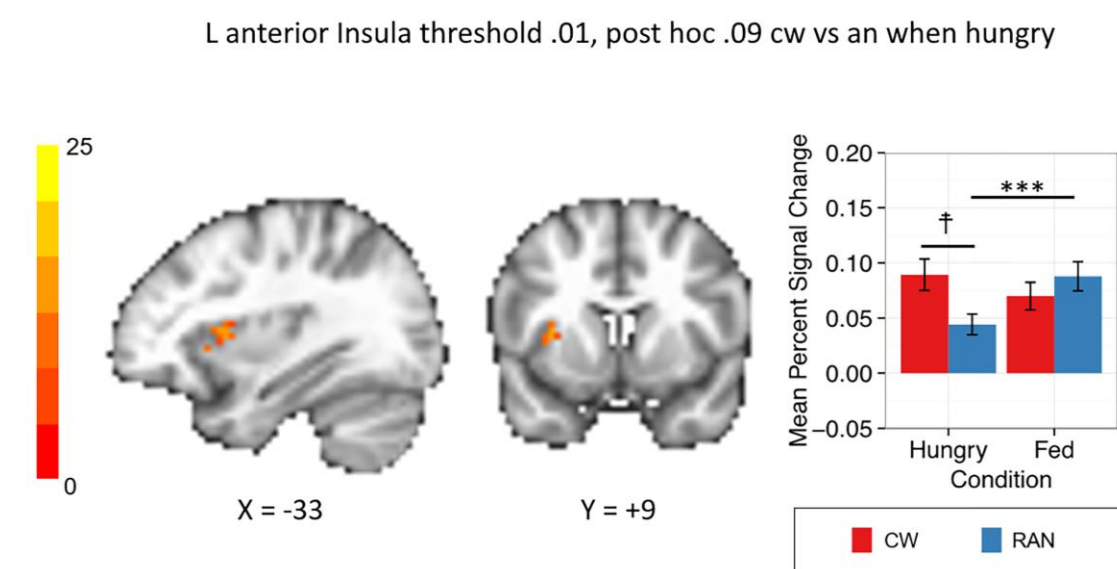 L anterior Insula threshold .01, post hoc .09 cw vs an when hungry
25
0
X = -33
Y = +9
Mean Percent Signal Change
0.20
0.15
0.10
0.05
0.00
−0.05
***
†
Hungry Fed
Condition
CW RAN